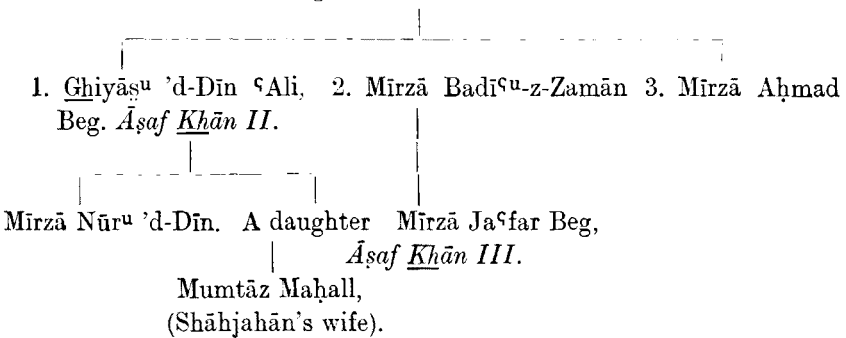 1. Ghiyās̤ᵘ 'd-Dīn ʿAli, 2. Mīrzā Badīʿᵘ-z-Zamān 3. Mīrzā Aḥmad
Beg. Āṣaf Khān II.
Mīrzā Nūrᵘ 'd-Dīn. A daughter Mīrzā Jaʿfar Beg,
Āṣaf Khān III.
Mumtāz Maḥall,
(Shāhjahān's wife).